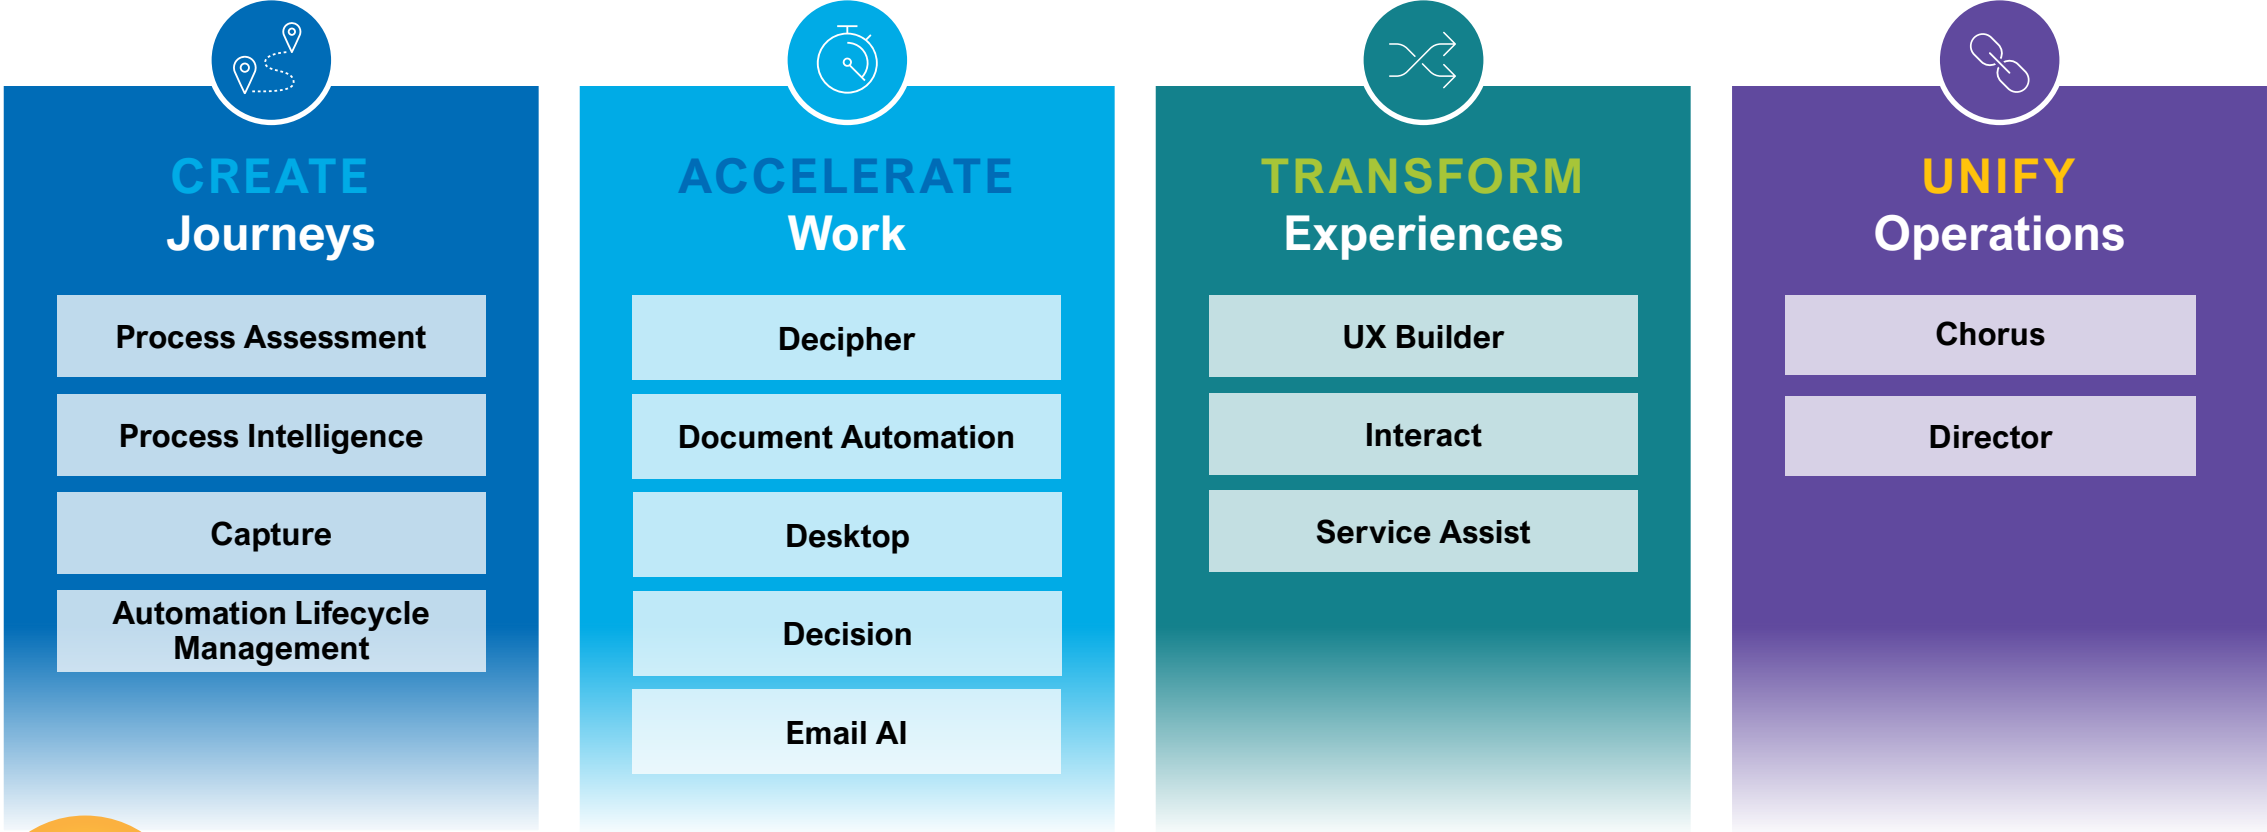 CREATE
Journeys
Process Assessment
Process Intelligence
Capture
Automation Lifecycle
Management
ACCELERATE
Work
Decipher
Document Automation
Desktop
Decision
Email AI
TRANSFORM
Experiences
UX Builder
Interact
Service Assist
UNIFY
Operations
Chorus
Director